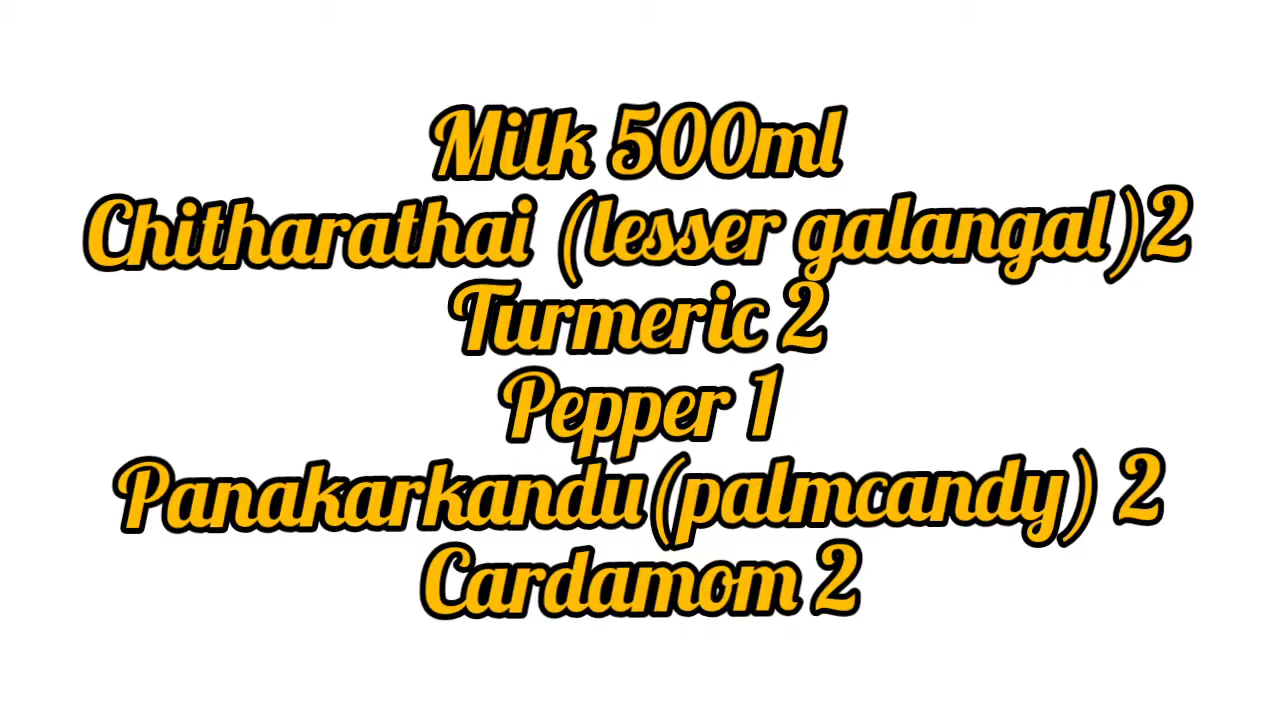 Milk 500ml
Chitharathai (lesser galangal)2
Turmeric 2
Pepper 1
Panakarkandu(palmcandy) 2
Cardamom 2